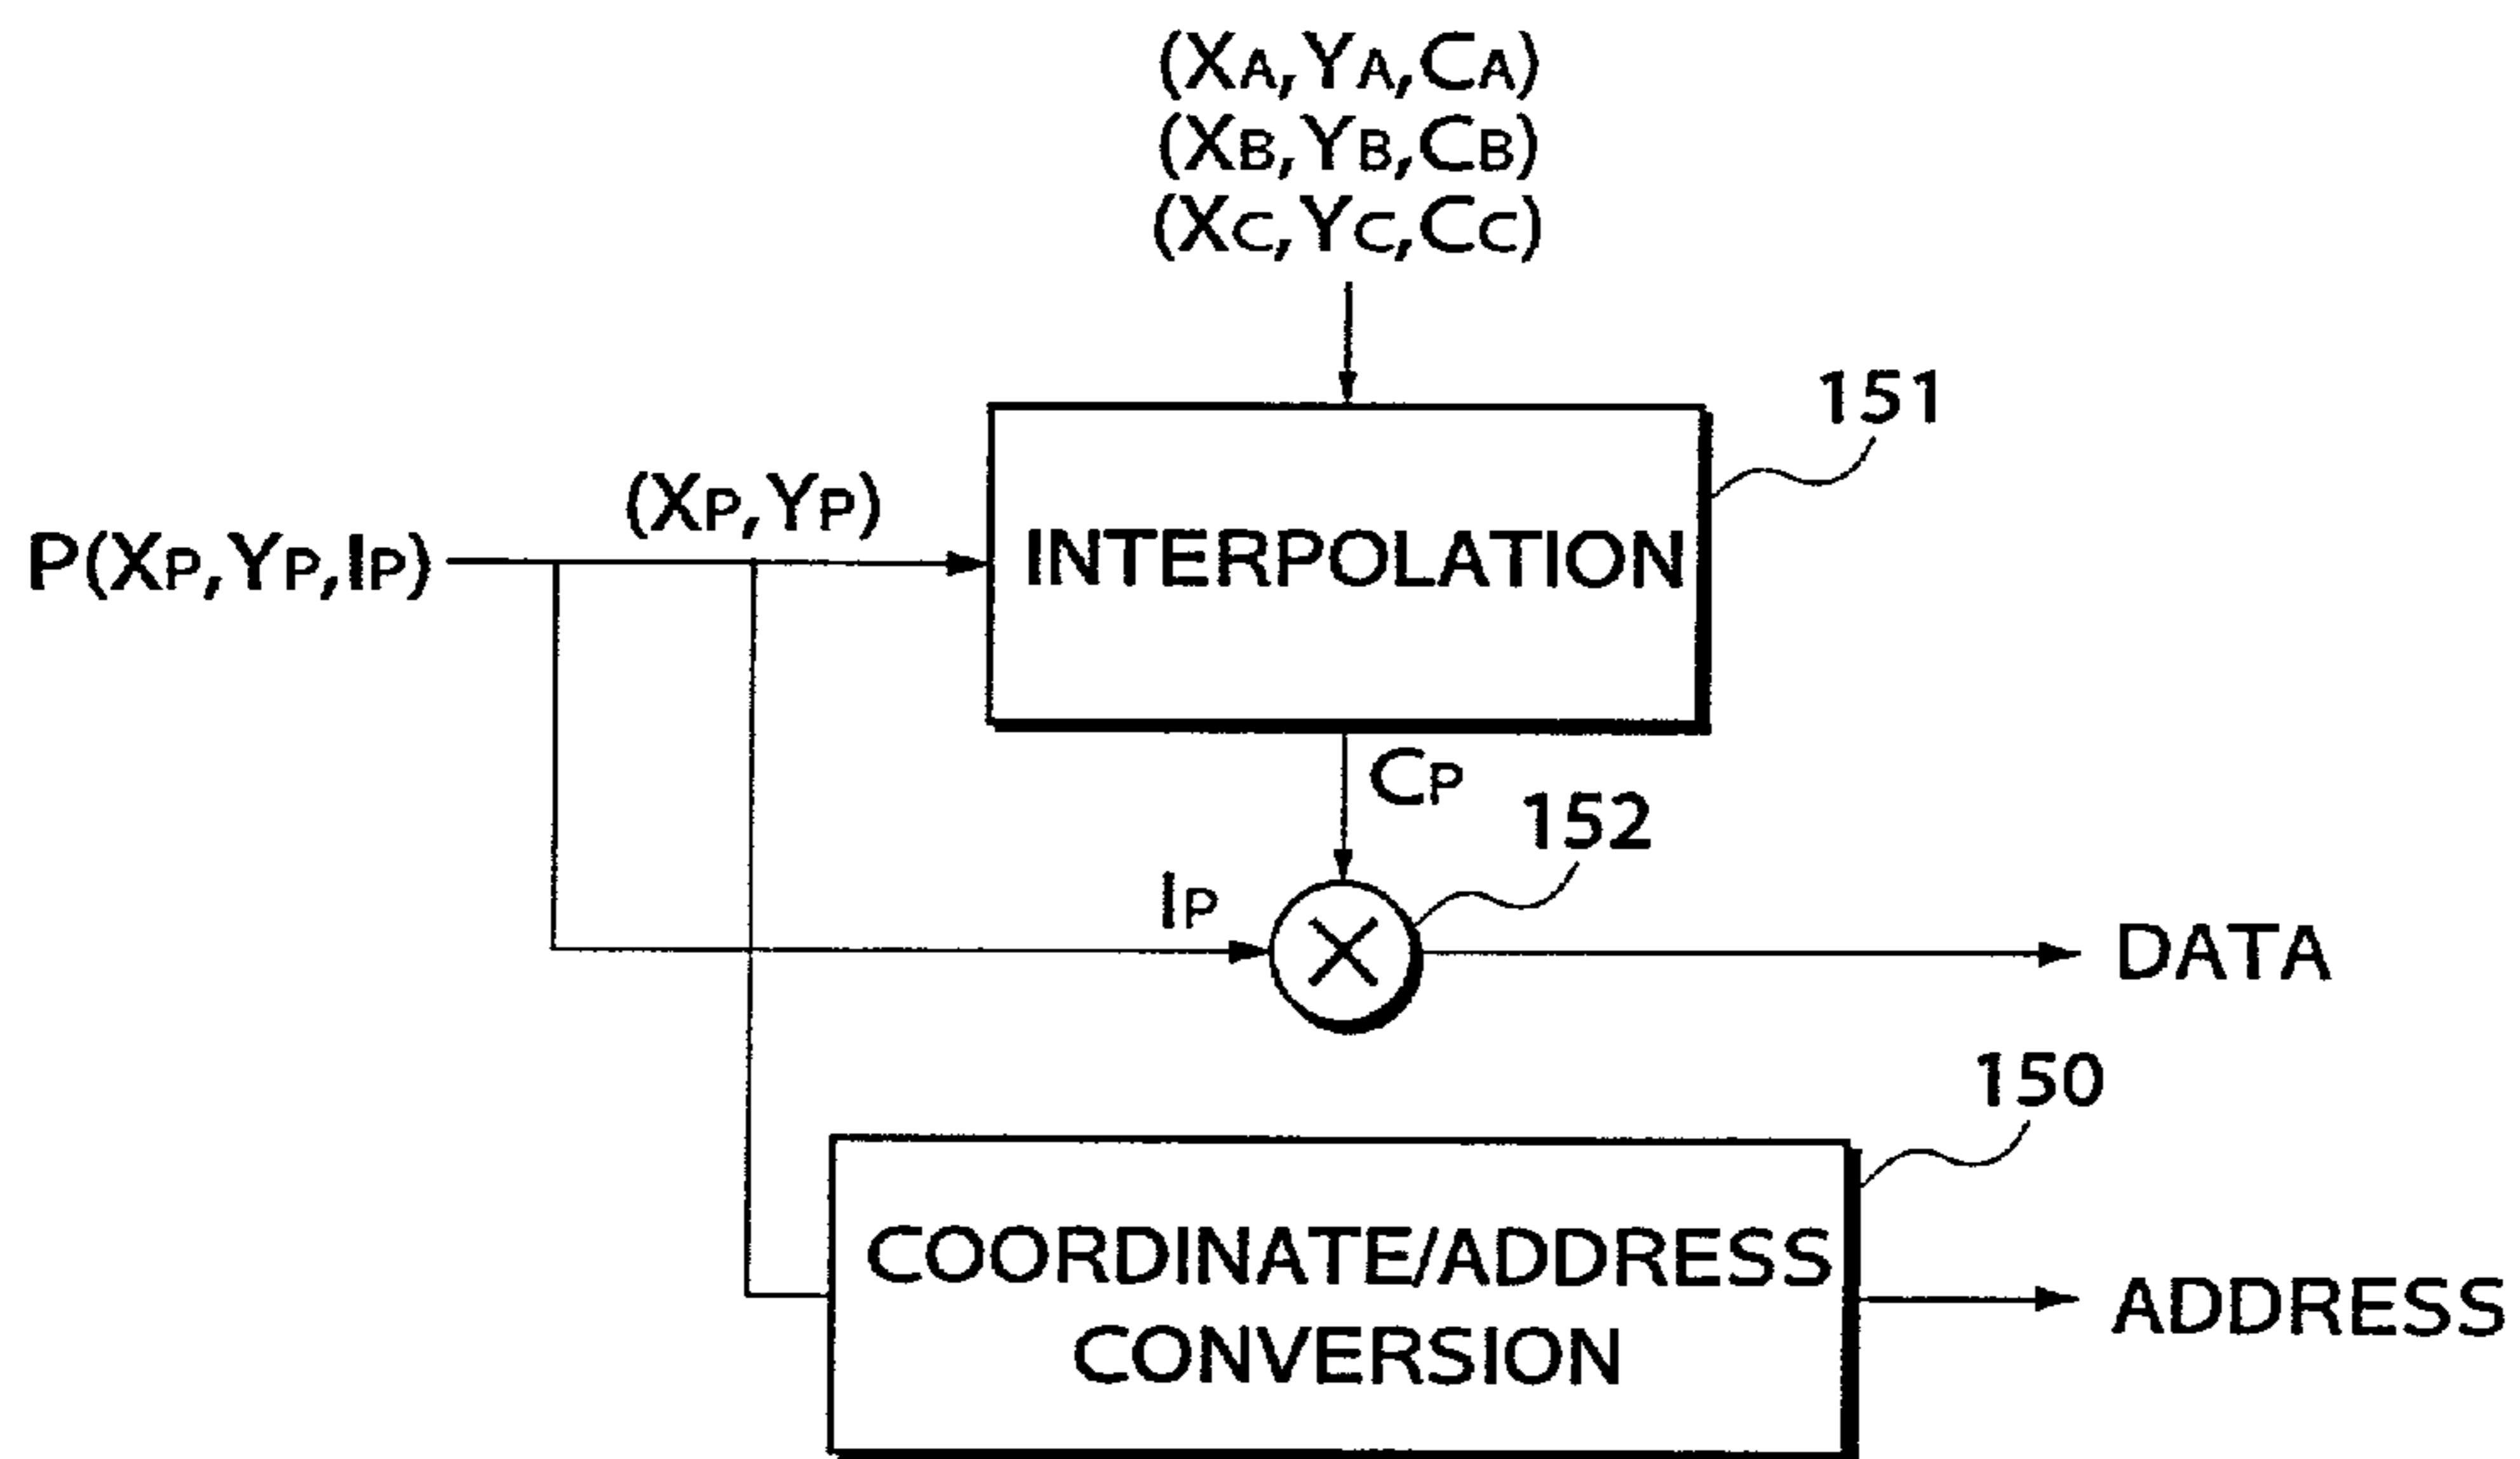 (XA,YA,CA)
(XB,YB,CB)
(XC,YC,CC)
151
(XP,YP)
P(XP,YP,IP)
INTERPOLATION
CP
152
IP
DATA
150
COORDINATE/ADDRESS
CONVERSION
ADDRESS